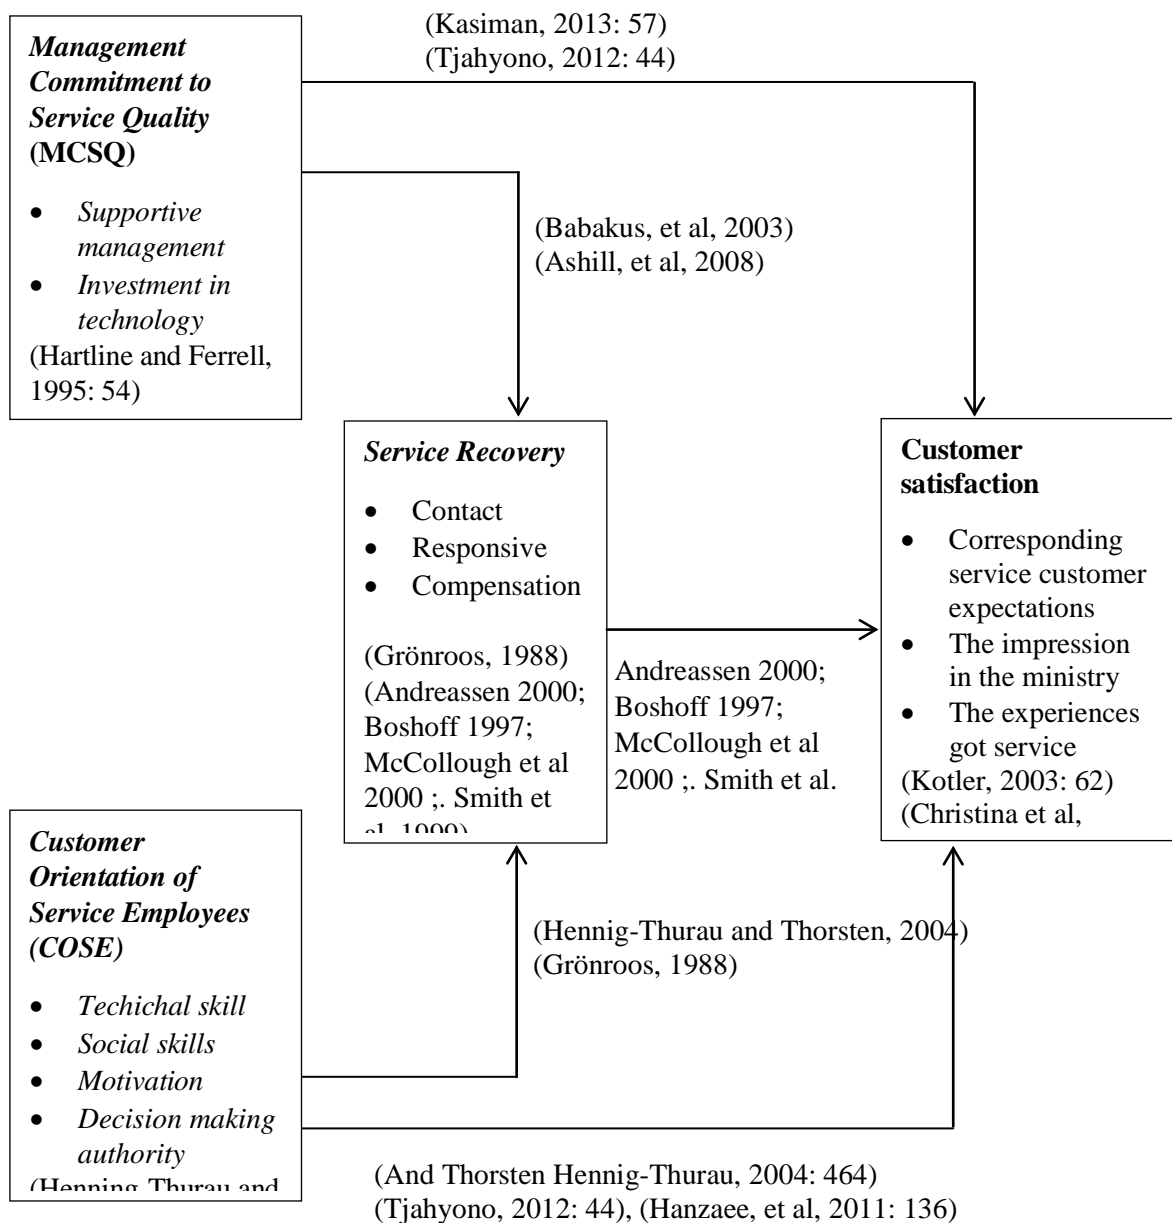 (Kasiman, 2013: 57)
(Tjahyono, 2012: 44)
Management
Commitment to
Service Quality
(MCSQ)
• Supportive
management
• Investment in
technology
(Hartline and Ferrell,
1995: 54)
(Babakus, et al, 2003)
(Ashill, et al, 2008)
Service Recovery
• Contact
• Responsive
• Compensation
(Grönroos, 1988)
(Andreassen 2000;
Boshoff 1997;
McCollough et al
2000 ;. Smith et
al. 1999)
Andreassen 2000;
Boshoff 1997;
McCollough et al
2000 ;. Smith et al.
Customer
satisfaction
• Corresponding
service customer
expectations
• The impression
in the ministry
• The experiences
got service
(Kotler, 2003: 62)
(Christina et al,
Customer
Orientation of
Service Employees
(COSE)
• Techichal skill
• Social skills
• Motivation
• Decision making
authority
(Henning-Thurau and
(Hennig-Thurau and Thorsten, 2004)
(Grönroos, 1988)
(And Thorsten Hennig-Thurau, 2004: 464)
(Tjahyono, 2012: 44), (Hanzaee, et al, 2011: 136)